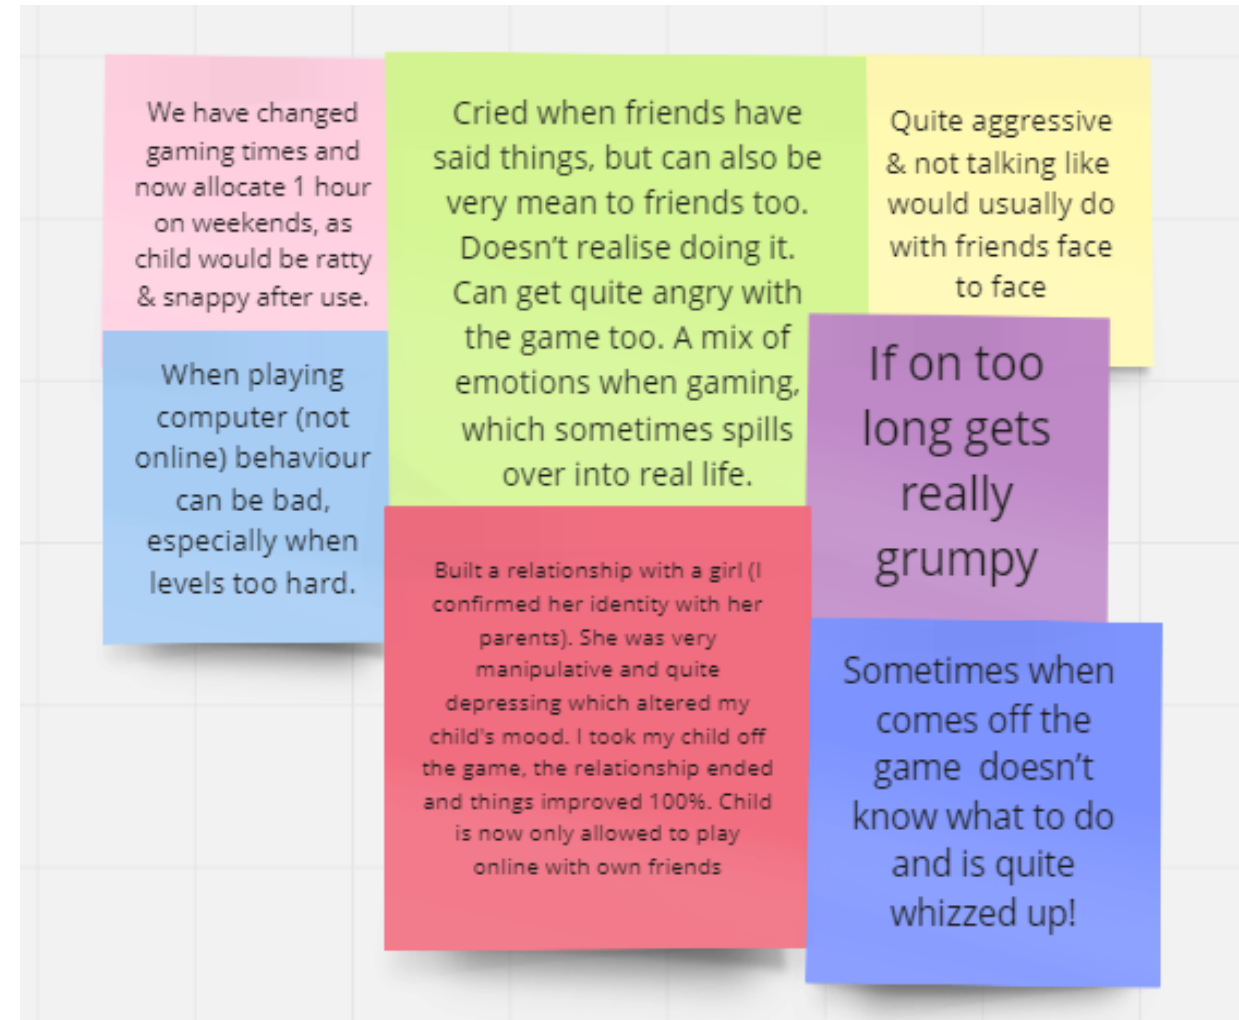 We have changed
gaming times and
now allocate 1 hour
on weekends, as
child would be ratty
& snappy after use.
Cried when friends have
said things, but can also be
very mean to friends too.
Doesn't realise doing it.
Can get quite angry with
the game too. A mix of
emotions when gaming,
which sometimes spills
over into real life.
Quite aggressive
& not talking like
would usually do
with friends face
to face
When playing
computer (not
online) behaviour
can be bad,
especially when
levels too hard.
If on too
long gets
really
grumpy
Built a relationship with a girl (I
confirmed her identity with her
parents). She was very
manipulative and quite
depressing which altered my
child's mood. I took my child off
the game, the relationship ended
and things improved 100%. Child
is now only allowed to play
online with own friends
Sometimes when
comes off the
game  doesn't
know what to do
and is quite
whizzed up!